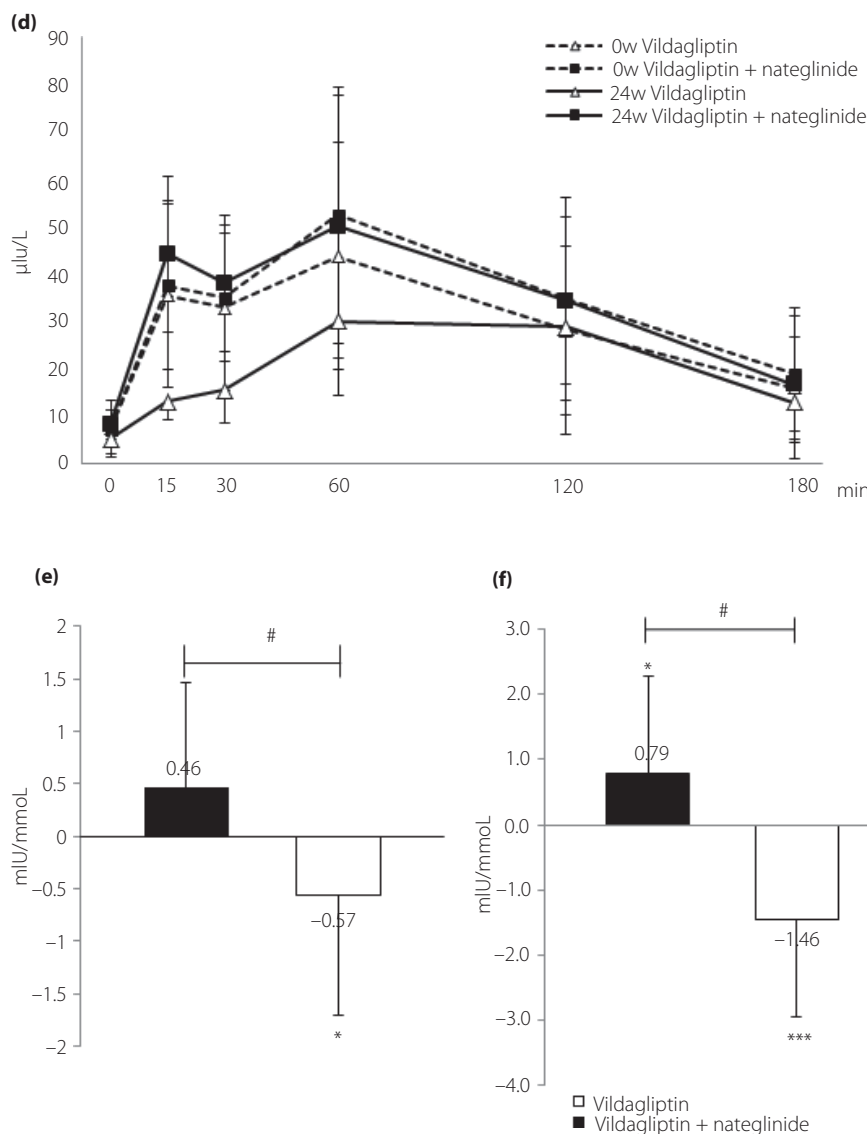 (d)
90
80
70
60
50
40
30
20
10
0
µIu/L
0 15 30 60 120 180 min
0w Vildagliptin
0w Vildagliptin + nateglinide
24w Vildagliptin
24w Vildagliptin + nateglinide
(e)
2
1.5
1
0.5
0
−0.5
−1
−1.5
−2
mIU/mmoL
#
0.46
−0.57
*
(f)
3.0
2.0
1.0
0.0
−1.0
−2.0
−3.0
−4.0
mIU/mmoL
#
*
0.79
−1.46
***
Vildagliptin
Vildagliptin + nateglinide